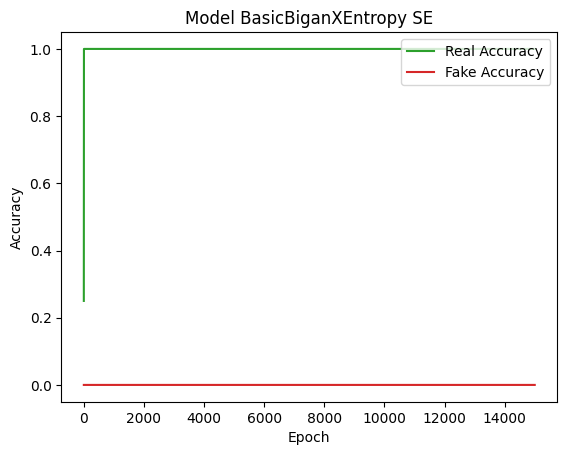 Model BasicBiganXEntropy SE
Real Accuracy
Fake Accuracy
1.0
0.8
0.6
0.4
0.2
0.0
Accuracy
0 2000 4000 6000 8000 10000 12000 14000
Epoch